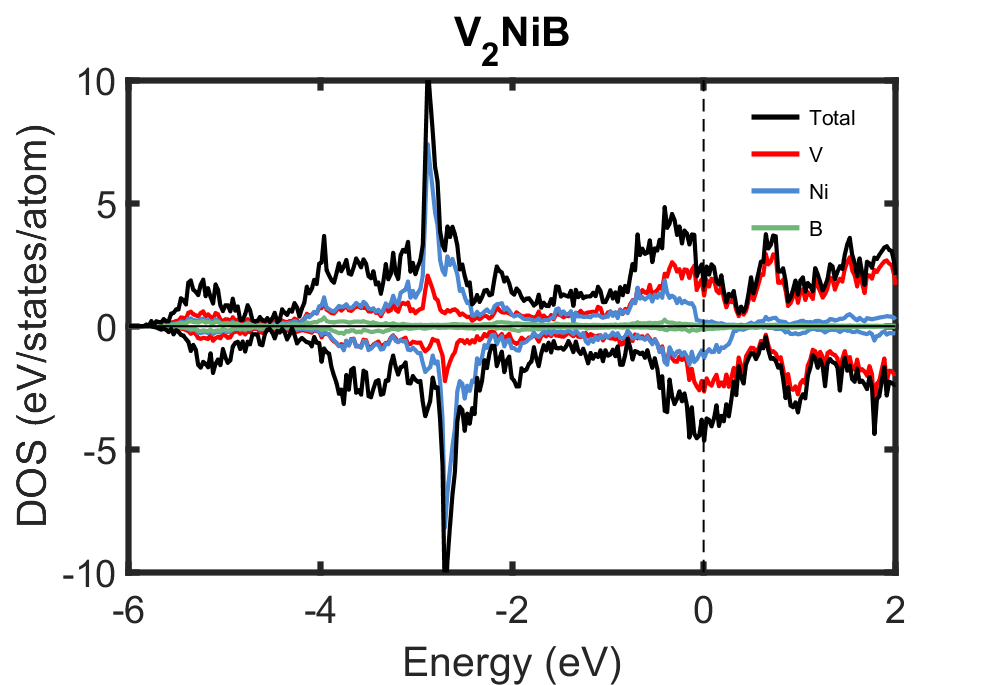 V2NiB
10
5
0
-5
-10
DOS (eV/states/atom)
Total
V
Ni
B
-6
-4
-2
0
2
Energy (eV)